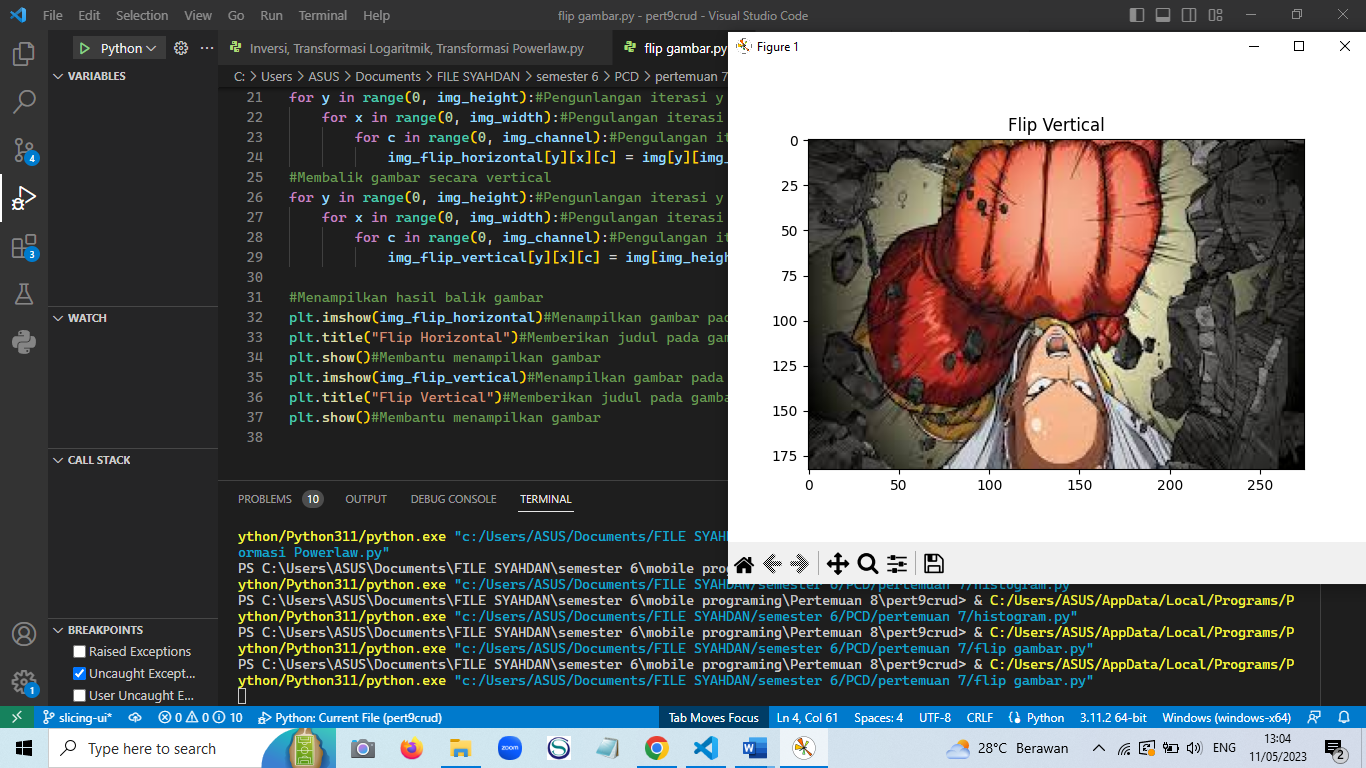 File Edit Selection View Go Run Terminal Help
flip gambar.py - pert9crud - Visual Studio Code
Python
Inversi, Transformasi Logaritmik, Transformasi Powerlaw.py
flip gambar.py
C: > Users > ASUS > Documents > FILE SYAHDAN > semester 6 > PCD > pertemuan 7
VARIABLES
WATCH
CALL STACK
BREAKPOINTS
Raised Exceptions
Uncaught Except...
User Uncaught E...
4
3
1
21 for y in range(0, img_height):#Pengunlangan iterasi y
22 for x in range(0, img_width):#Pengulangan iterasi
23 for c in range(0, img_channel):#Pengulangan it
24 img_flip_horizontal[y][x][c] = img[y][img_
25 #Membalik gambar secara vertical
26 for y in range(0, img_height):#Pengunlangan iterasi y
27 for x in range(0, img_width):#Pengulangan iterasi
28 for c in range(0, img_channel):#Pengulangan it
29 img_flip_vertical[y][x][c] = img[img_heigh
30
31 #Menampilkan hasil balik gambar
32 plt.imshow(img_flip_horizontal)#Menampilkan gambar pad
33 plt.title("Flip Horizontal")#Memberikan judul pada gam
34 plt.show()#Membantu menampilkan gambar
35 plt.imshow(img_flip_vertical)#Menampilkan gambar pada
36 plt.title("Flip Vertical")#Memberikan judul pada gamba
37 plt.show()#Membantu menampilkan gambar
38
Figure 1
Flip Vertical
0
25
50
75
100
125
150
175
0 50 100 150 200 250
PROBLEMS 10 OUTPUT DEBUG CONSOLE TERMINAL
ython/Python311/python.exe "c:/Users/ASUS/Documents/FILE SYAH
ormasi Powerlaw.py"
PS C:\Users\ASUS\Documents\FILE SYAHDAN\semester 6\mobile prog
ython/Python311/python.exe "c:/Users/ASUS/Documents/FILE SYAHDAN/semester 6/PCD/pertemuan 7/histogram.py"
PS C:\Users\ASUS\Documents\FILE SYAHDAN\semester 6\mobile programing\Pertemuan 8\pert9crud> & C:/Users/ASUS/AppData/Local/Programs/P
ython/Python311/python.exe "c:/Users/ASUS/Documents/FILE SYAHDAN/semester 6/PCD/pertemuan 7/histogram.py"
PS C:\Users\ASUS\Documents\FILE SYAHDAN\semester 6\mobile programing\Pertemuan 8\pert9crud> & C:/Users/ASUS/AppData/Local/Programs/P
ython/Python311/python.exe "c:/Users/ASUS/Documents/FILE SYAHDAN/semester 6/PCD/pertemuan 7/flip gambar.py"
PS C:\Users\ASUS\Documents\FILE SYAHDAN\semester 6\mobile programing\Pertemuan 8\pert9crud> & C:/Users/ASUS/AppData/Local/Programs/P
ython/Python311/python.exe "c:/Users/ASUS/Documents/FILE SYAHDAN/semester 6/PCD/pertemuan 7/flip gambar.py"
slicing-ui* 0 0 10 Python: Current File (pert9crud) Tab Moves Focus Ln 4, Col 61 Spaces: 4 UTF-8 CRLF Python 3.11.2 64-bit Windows (windows-x64)
Type here to search
zoom
28°C Berawan ENG
13:04
11/05/2023
2